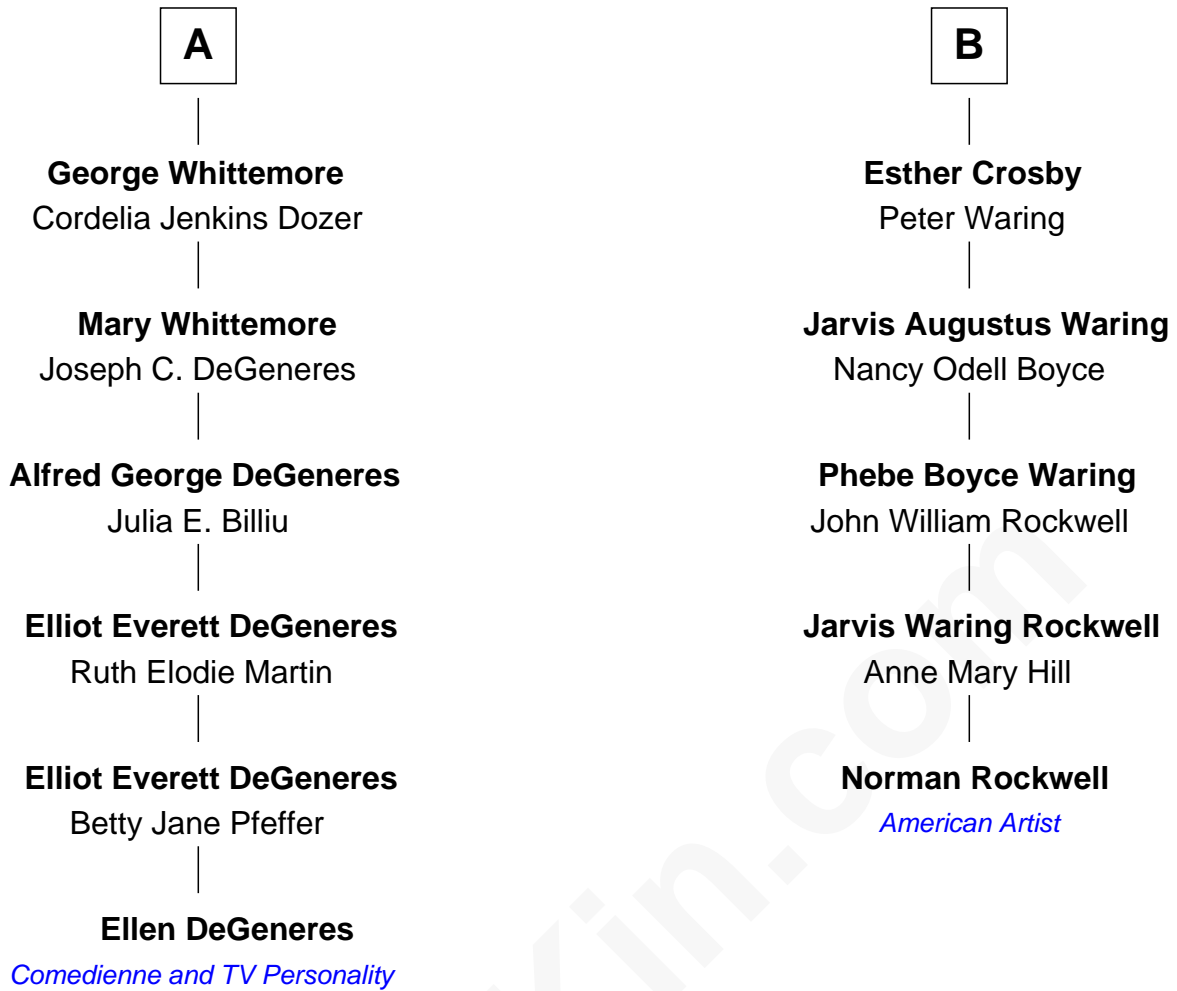 A
George Whittemore
Cordelia Jenkins Dozer
Mary Whittemore
Joseph C. DeGeneres
Alfred George DeGeneres
Julia E. Billiu
Elliot Everett DeGeneres
Ruth Elodie Martin
Elliot Everett DeGeneres
Betty Jane Pfeffer
Ellen DeGeneres
Comedienne and TV Personality
B
Esther Crosby
Peter Waring
Jarvis Augustus Waring
Nancy Odell Boyce
Phebe Boyce Waring
John William Rockwell
Jarvis Waring Rockwell
Anne Mary Hill
Norman Rockwell
American Artist
Kin.com